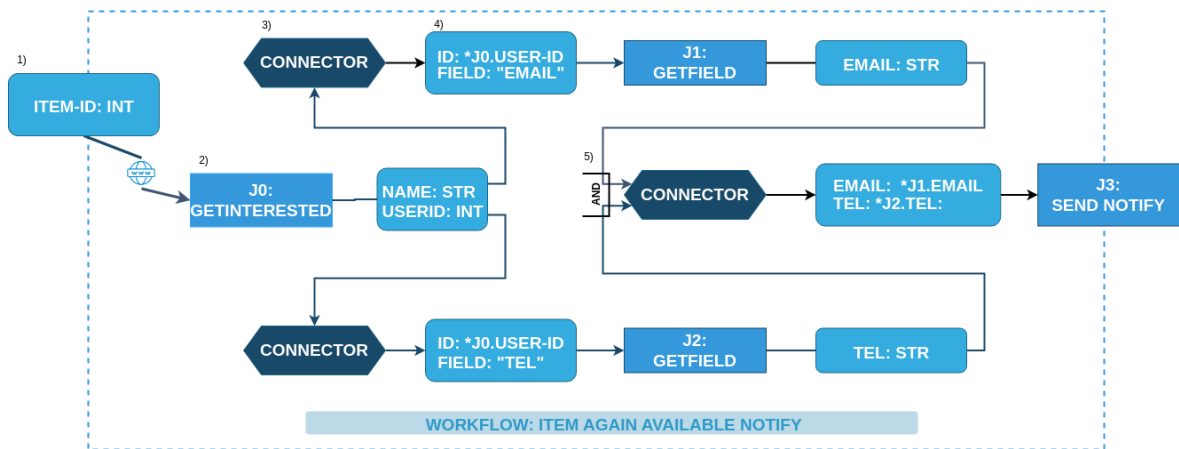 1)
ITEM-ID: INT
WWW
2)
J0:
GETINTERESTED
NAME: STR
USERID: INT
3)
CONNECTOR
4)
ID: *J0.USER-ID
FIELD: "EMAIL"
J1:
GETFIELD
EMAIL: STR
CONNECTOR
ID: *J0.USER-ID
FIELD: "TEL"
J2:
GETFIELD
TEL: STR
5)
AND
CONNECTOR
EMAIL: *J1.EMAIL
TEL: *J2.TEL:
J3:
SEND NOTIFY
WORKFLOW: ITEM AGAIN AVAILABLE NOTIFY